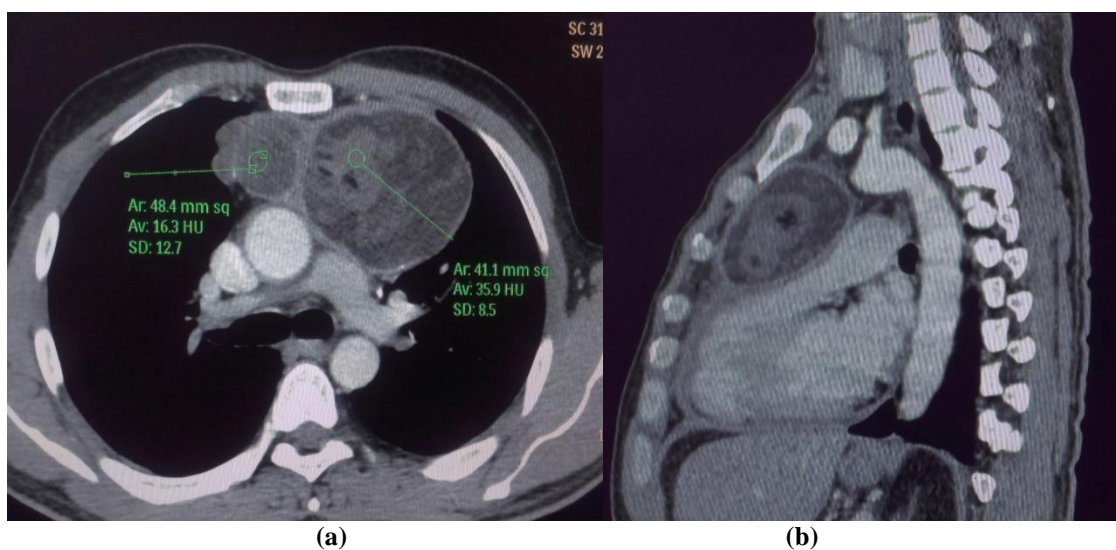 SC 31
SW 2
Ar: 48.4 mm sq
Av: 16.3 HU
SD: 12.7
Ar: 41.1 mm sq
Av: 35.9 HU
SD: 8.5
(a)
(b)